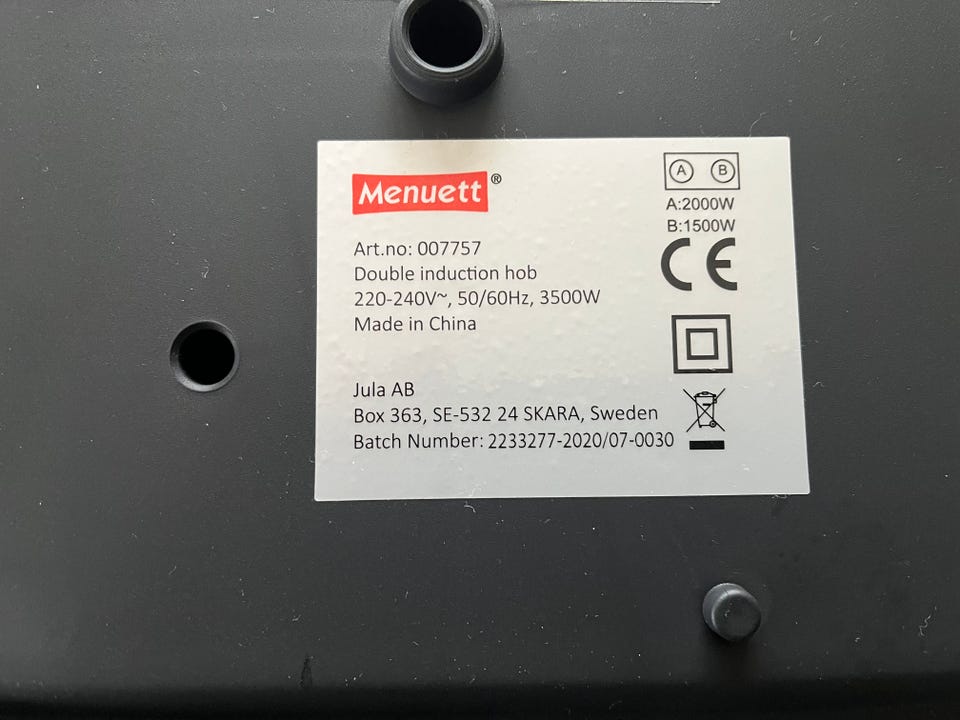 Menuett®
Art.no: 007757
Double induction hob
220-240V~, 50/60Hz, 3500W
Made in China
Jula AB
Box 363, SE-532 24 SKARA, Sweden
Batch Number: 2233277-2020/07-0030
A B
A:2000W
B:1500W
CE